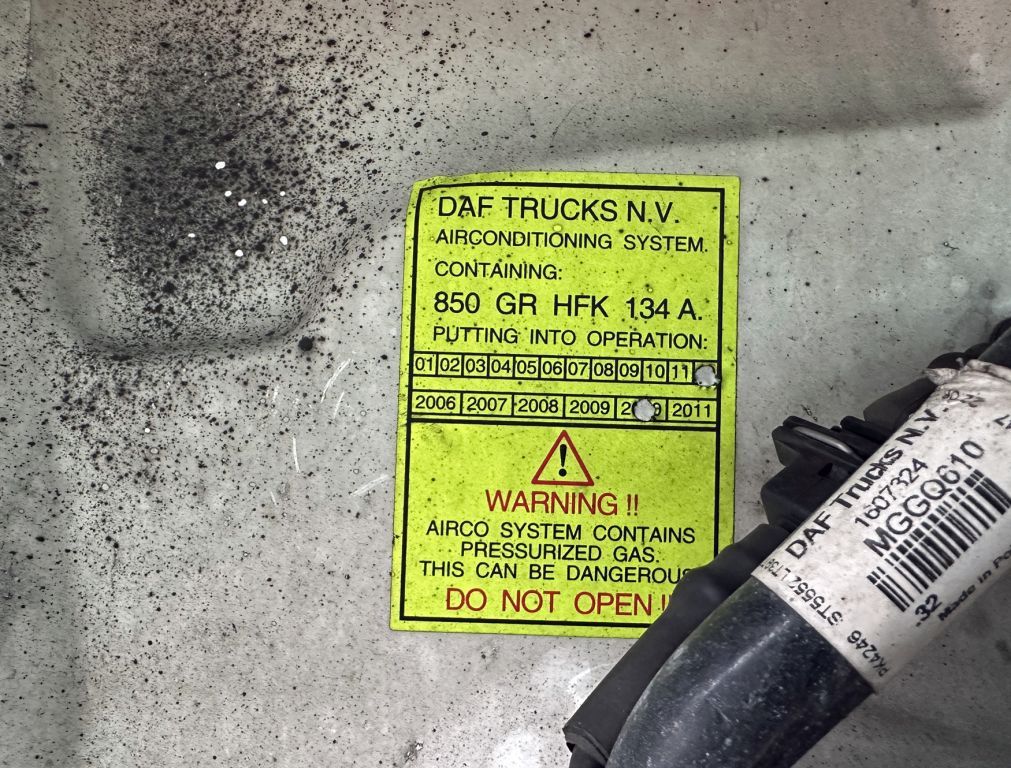 DAF TRUCKS N.V.
AIRCONDITIONING SYSTEM.
CONTAINING:
850 GR HFK 134 A.
PUTTING INTO OPERATION:
01 02 03 04 05 06 07 08 09 10 11
2006 2007 2008 2009 2011
WARNING !!
AIRCO SYSTEM CONTAINS
PRESSURIZED GAS.
THIS CAN BE DANGEROUS
DO NOT OPEN !!
DAF Trucks N.V.
1607324
MGGQ610
32
Made in
PK44246